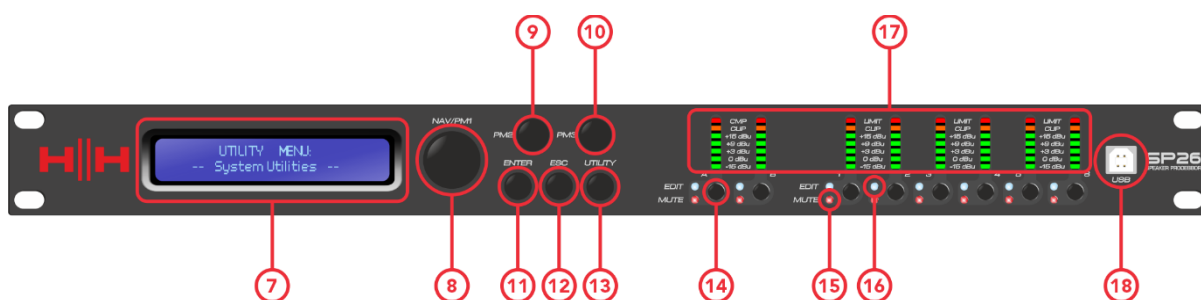 9 10 17
NAV/PM1
PM2 PM3
ENTER ESC UTILITY
HH
UTILITY MENU:
-- System Utilities --
CMP LIMIT LIMIT LIMIT
CLIP CLIP CLIP CLIP
+15 dBu +15 dBu +15 dBu +15 dBu
+9 dBu +9 dBu +9 dBu +9 dBu
+3 dBu +3 dBu +3 dBu +3 dBu
0 dBu 0 dBu 0 dBu 0 dBu
-15 dBu -15 dBu -15 dBu -15 dBu
A B 1 2 3 4 5 6
EDIT EDIT
MUTE MUTE
SP26
SPEAKER PROCESSOR
USB
7 8 11 12 13 14 15 16 18